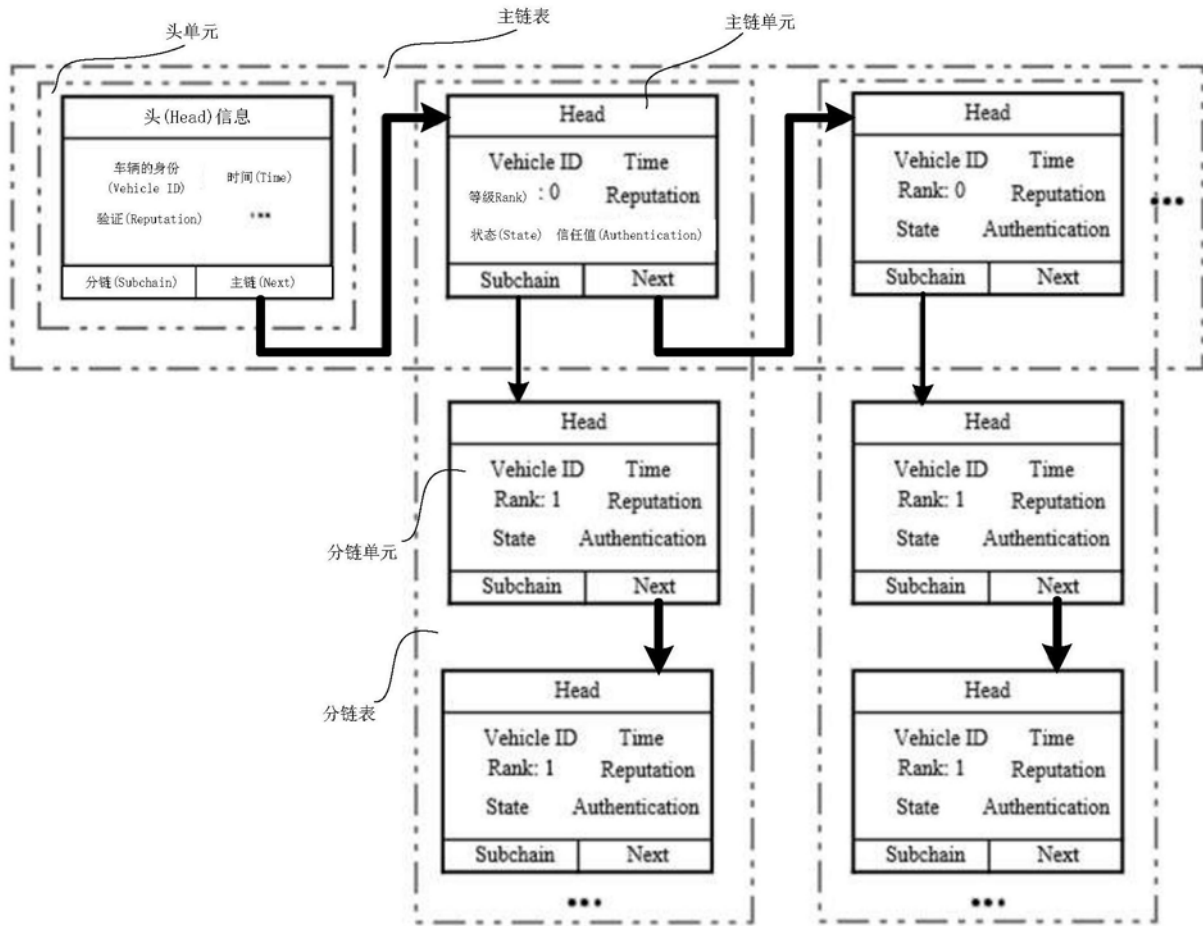 头单元
主链表
主链单元
头(Head)信息
车辆的身份
(Vehicle ID)
时间(Time)
验证(Reputation)
•••
分链(Subchain)
主链(Next)
Head
Vehicle ID Time
等级Rank) : 0 Reputation
状态(State) 信任值(Authentication)
Subchain Next
Head
Vehicle ID Time
Rank: 0 Reputation
State Authentication
Subchain Next
•••
Head
Vehicle ID Time
Rank: 1 Reputation
State Authentication
Subchain Next
分链单元
Head
Vehicle ID Time
Rank: 1 Reputation
State Authentication
Subchain Next
分链表
Head
Vehicle ID Time
Rank: 1 Reputation
State Authentication
Subchain Next
•••
Head
Vehicle ID Time
Rank: 1 Reputation
State Authentication
Subchain Next
•••